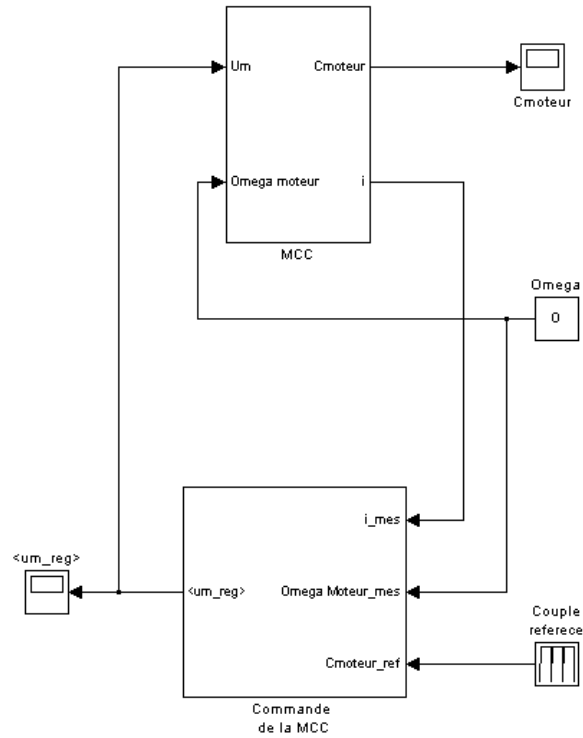 Um
Cmoteur
Cmoteur
Omega moteur
i
MCC
Omega
0
i_mes
<um_reg>
<um_reg>
Omega Moteur_mes
Couple
referece
Cmoteur_ref
Commande
de la MCC